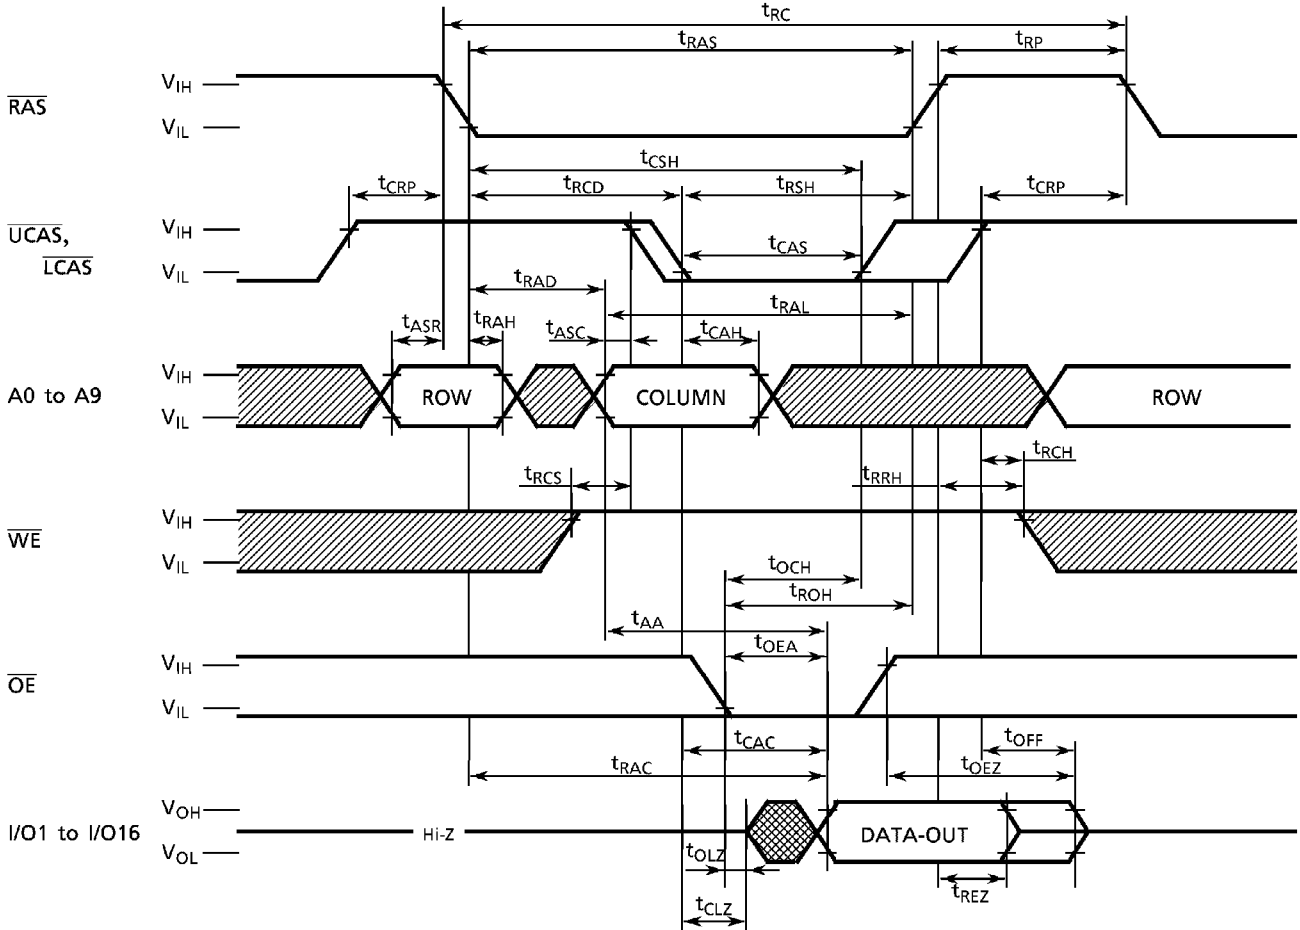 tRC
tRAS tRP
RAS VIH
VIL
tCSH
tCRP tRCD tRSH tCRP
UCAS, VIH
LCAS VIL
tCAS
tRAD
tRAL
tASR tRAH tASC tCAH
A0 to A9 VIH
VIL
ROW COLUMN ROW
tRCH
tRCS tRRH
WE VIH
VIL
tOCH
tROH
tAA
tOEA
OE VIH
VIL
tCAC tOFF
tRAC tOEZ
I/O1 to I/O16 VOH
VOL
Hi-Z DATA-OUT
tOLZ
tREZ
tCLZ